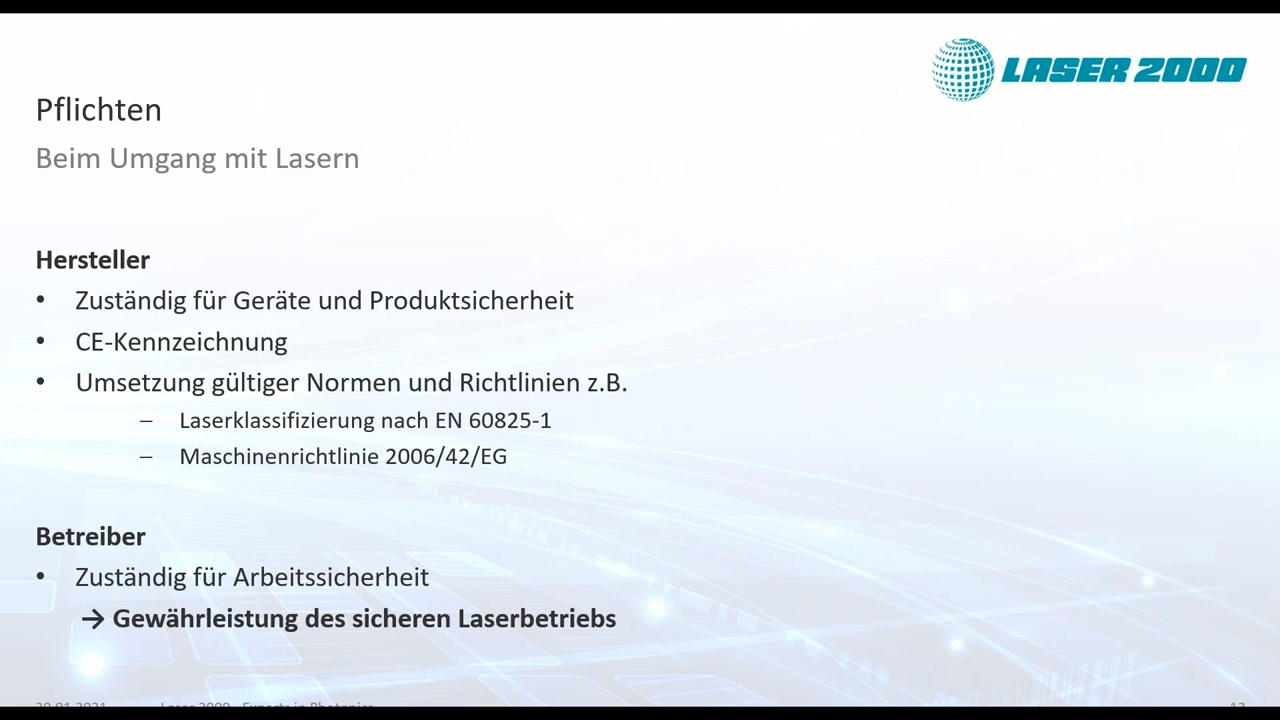 LASER 2000
Pflichten
Beim Umgang mit Lasern
Hersteller
• Zuständig für Geräte und Produktsicherheit
• CE-Kennzeichnung
• Umsetzung gültiger Normen und Richtlinien z.B.
– Laserklassifizierung nach EN 60825-1
– Maschinenrichtlinie 2006/42/EG
Betreiber
• Zuständig für Arbeitssicherheit
→ Gewährleistung des sicheren Laserbetriebs